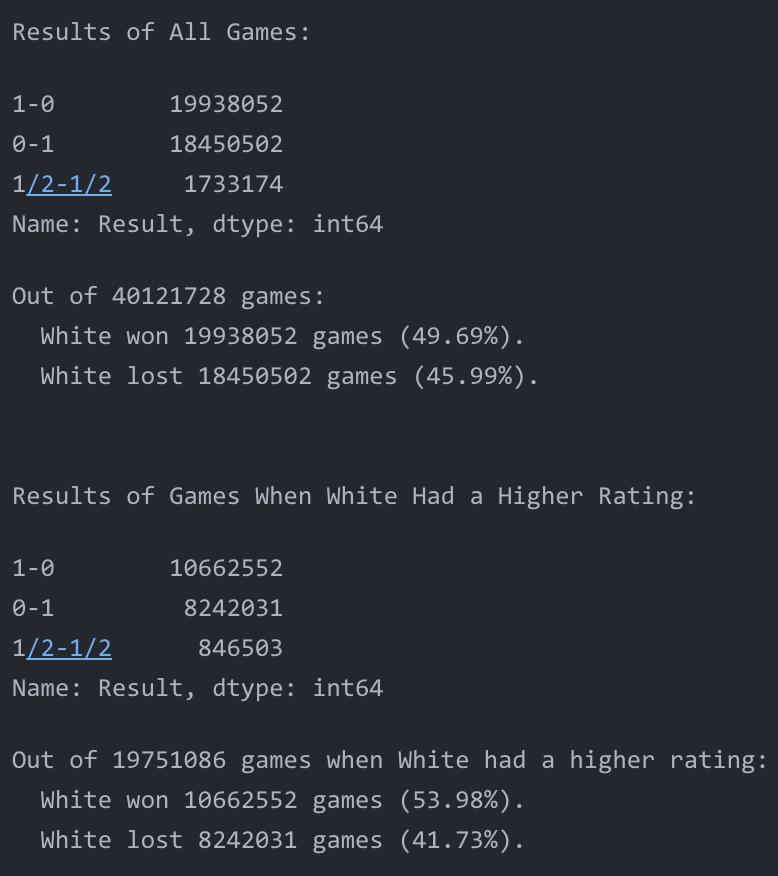 Results of All Games:
1-0 19938052
0-1 18450502
1/2-1/2 1733174
Name: Result, dtype: int64
Out of 40121728 games:
White won 19938052 games (49.69%).
White lost 18450502 games (45.99%).
Results of Games When White Had a Higher Rating:
1-0 10662552
0-1 8242031
1/2-1/2 846503
Name: Result, dtype: int64
Out of 19751086 games when White had a higher rating:
White won 10662552 games (53.98%).
White lost 8242031 games (41.73%).